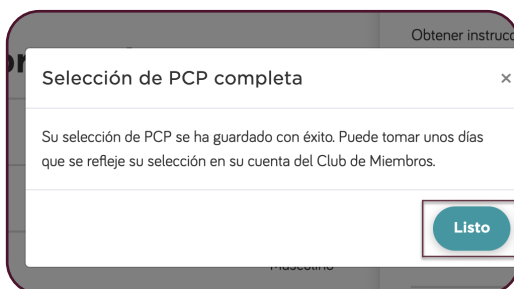 Obtener instrucc
Selección de PCP completa
×
Su selección de PCP se ha guardado con éxito. Puede tomar unos días
que se refleje su selección en su cuenta del Club de Miembros.
Listo
Masculino